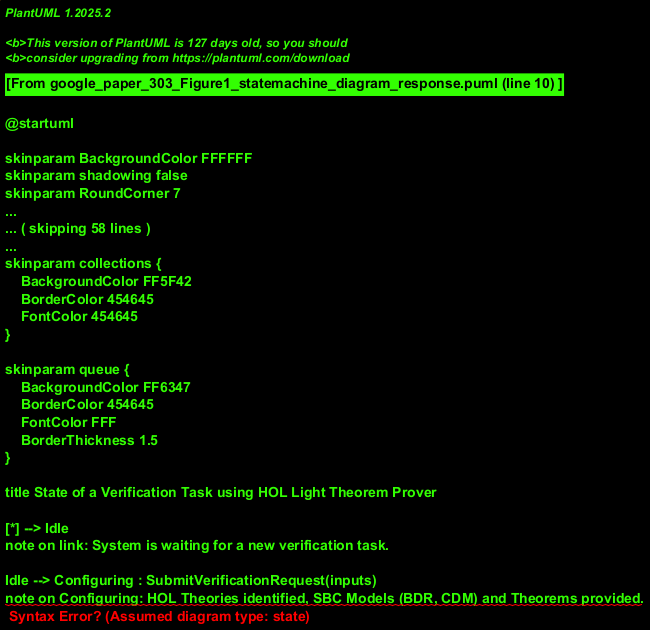 PlantUML 1.2025.2
<b>This version of PlantUML is 127 days old, so you should
<b>consider upgrading from https://plantuml.com/download
[From google_paper_303_Figure1_statemachine_diagram_response.puml (line 10) ]
@startuml
skinparam BackgroundColor FFFFFF
skinparam shadowing false
skinparam RoundCorner 7
...
... ( skipping 58 lines )
...
skinparam collections {
BackgroundColor FF5F42
BorderColor 454645
FontColor 454645
}
skinparam queue {
BackgroundColor FF6347
BorderColor 454645
FontColor FFF
BorderThickness 1.5
}
title State of a Verification Task using HOL Light Theorem Prover
[*] --> Idle
note on link: System is waiting for a new verification task.
Idle --> Configuring : SubmitVerificationRequest(inputs)
note on Configuring: HOL Theories identified, SBC Models (BDR, CDM) and Theorems provided.
Syntax Error? (Assumed diagram type: state)